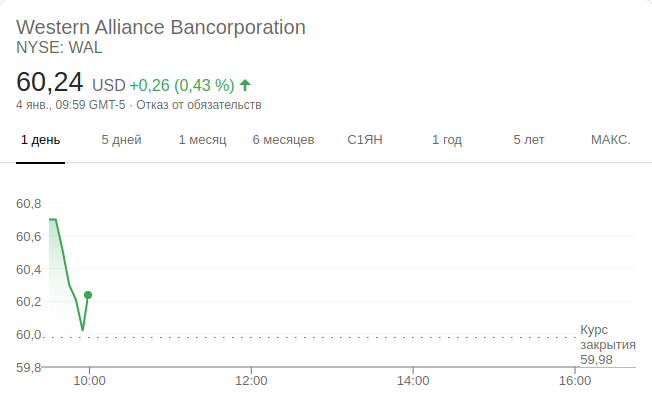 Western Alliance Bancorporation
NYSE: WAL
60,24 USD +0,26 (0,43 %)
4 янв., 09:59 GMT-5 · Отказ от обязательств
1 день 5 дней 1 месяц 6 месяцев С1ЯН 1 год 5 лет МАКС.
60,8
60,6
60,4
60,2
60,0
59,8
Курс
закрытия
59,98
10:00 12:00 14:00 16:00